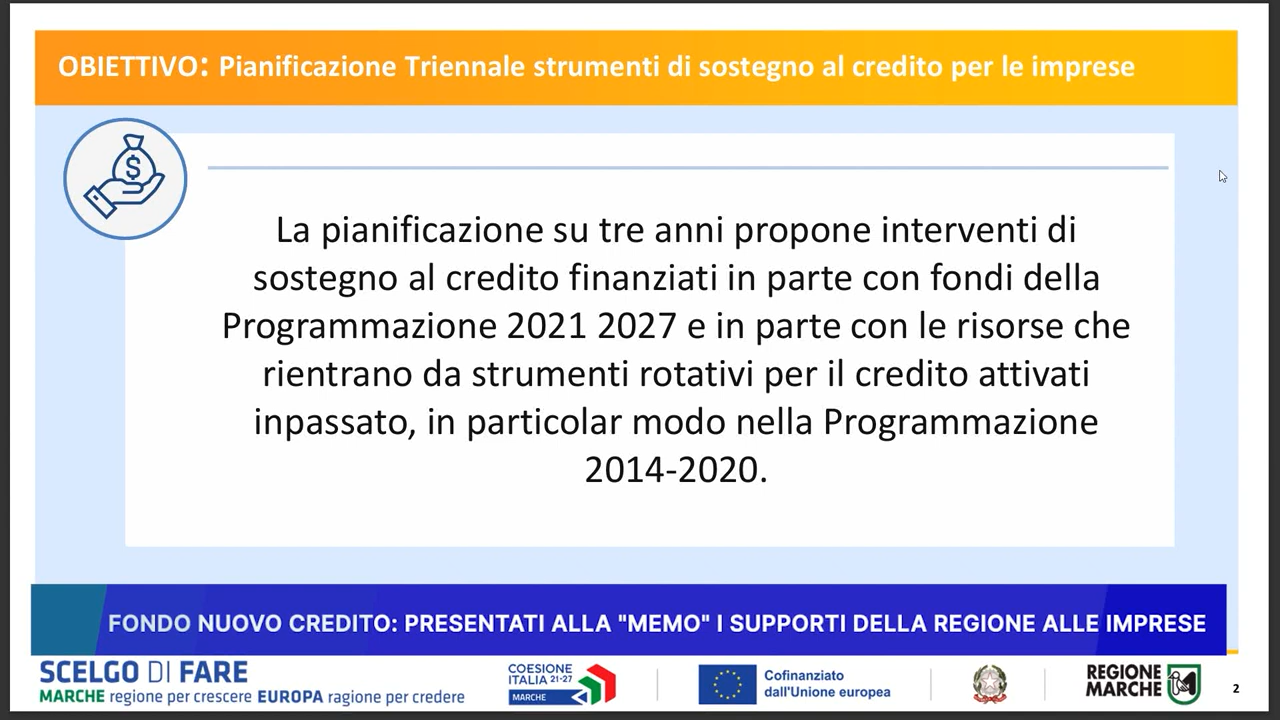 OBIETTIVO: Pianificazione Triennale strumenti di sostegno al credito per le imprese
$
La pianificazione su tre anni propone interventi di
sostegno al credito finanziati in parte con fondi della
Programmazione 2021 2027 e in parte con le risorse che
rientrano da strumenti rotativi per il credito attivati
inpassato, in particolar modo nella Programmazione
2014-2020.
FONDO NUOVO CREDITO: PRESENTATI ALLA "MEMO" I SUPPORTI DELLA REGIONE ALLE IMPRESE
SCELGO DI FARE
MARCHE regione per crescere EUROPA ragione per credere
COESIONE
ITALIA 21-27
MARCHE
Cofinanziato
dall'Unione europea
REGIONE
MARCHE
2